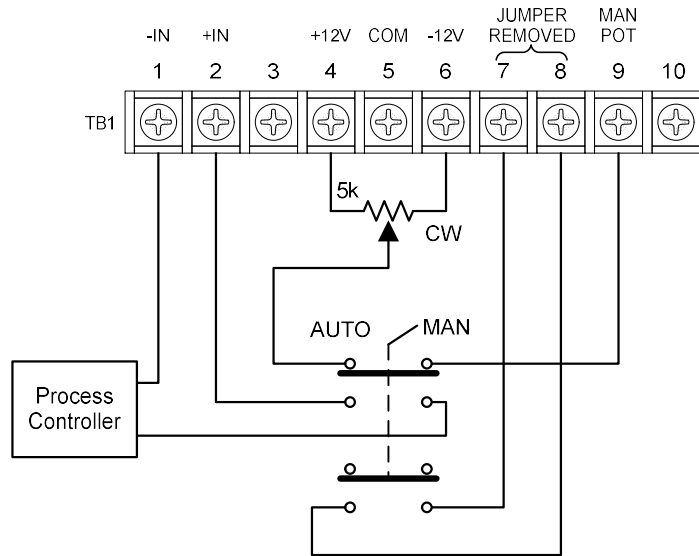 JUMPER MAN
-IN +IN +12V COM -12V REMOVED POT
1 2 3 4 5 6 7 8 9 10
TB1
5k
CW
AUTO MAN
Process
Controller